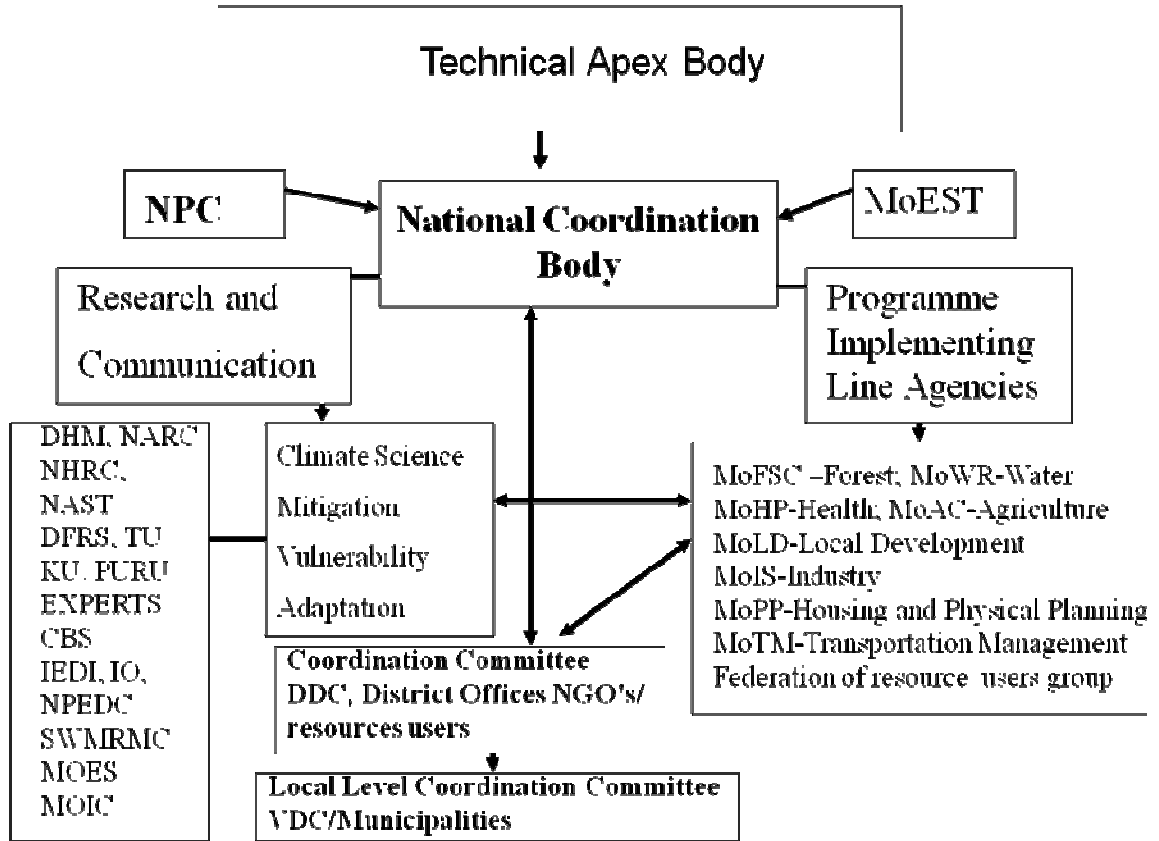 Technical Apex Body
NPC
National Coordination
Body
MoEST
Research and
Communication
Programme
Implementing
Line Agencies
DHM, NARC
NHRC,
NAST
DFRS, TU
KU, PURU
EXPERTS
CBS
IEDI, IO,
NPEDC
SWMRMC
MOES
MOIC
Climate Science
Mitigation
Vulnerability
Adaptation
MoFSC –Forest; MoWR-Water
MoHP-Health; MoAC-Agriculture
MoLD-Local Development
MoIS-Industry
MoPP-Housing and Physical Planning
MoTM-Transportation Management
Federation of resource users group
Coordination Committee
DDC, District Offices NGO's/
resources users
Local Level Coordination Committee
VDC/Municipalities